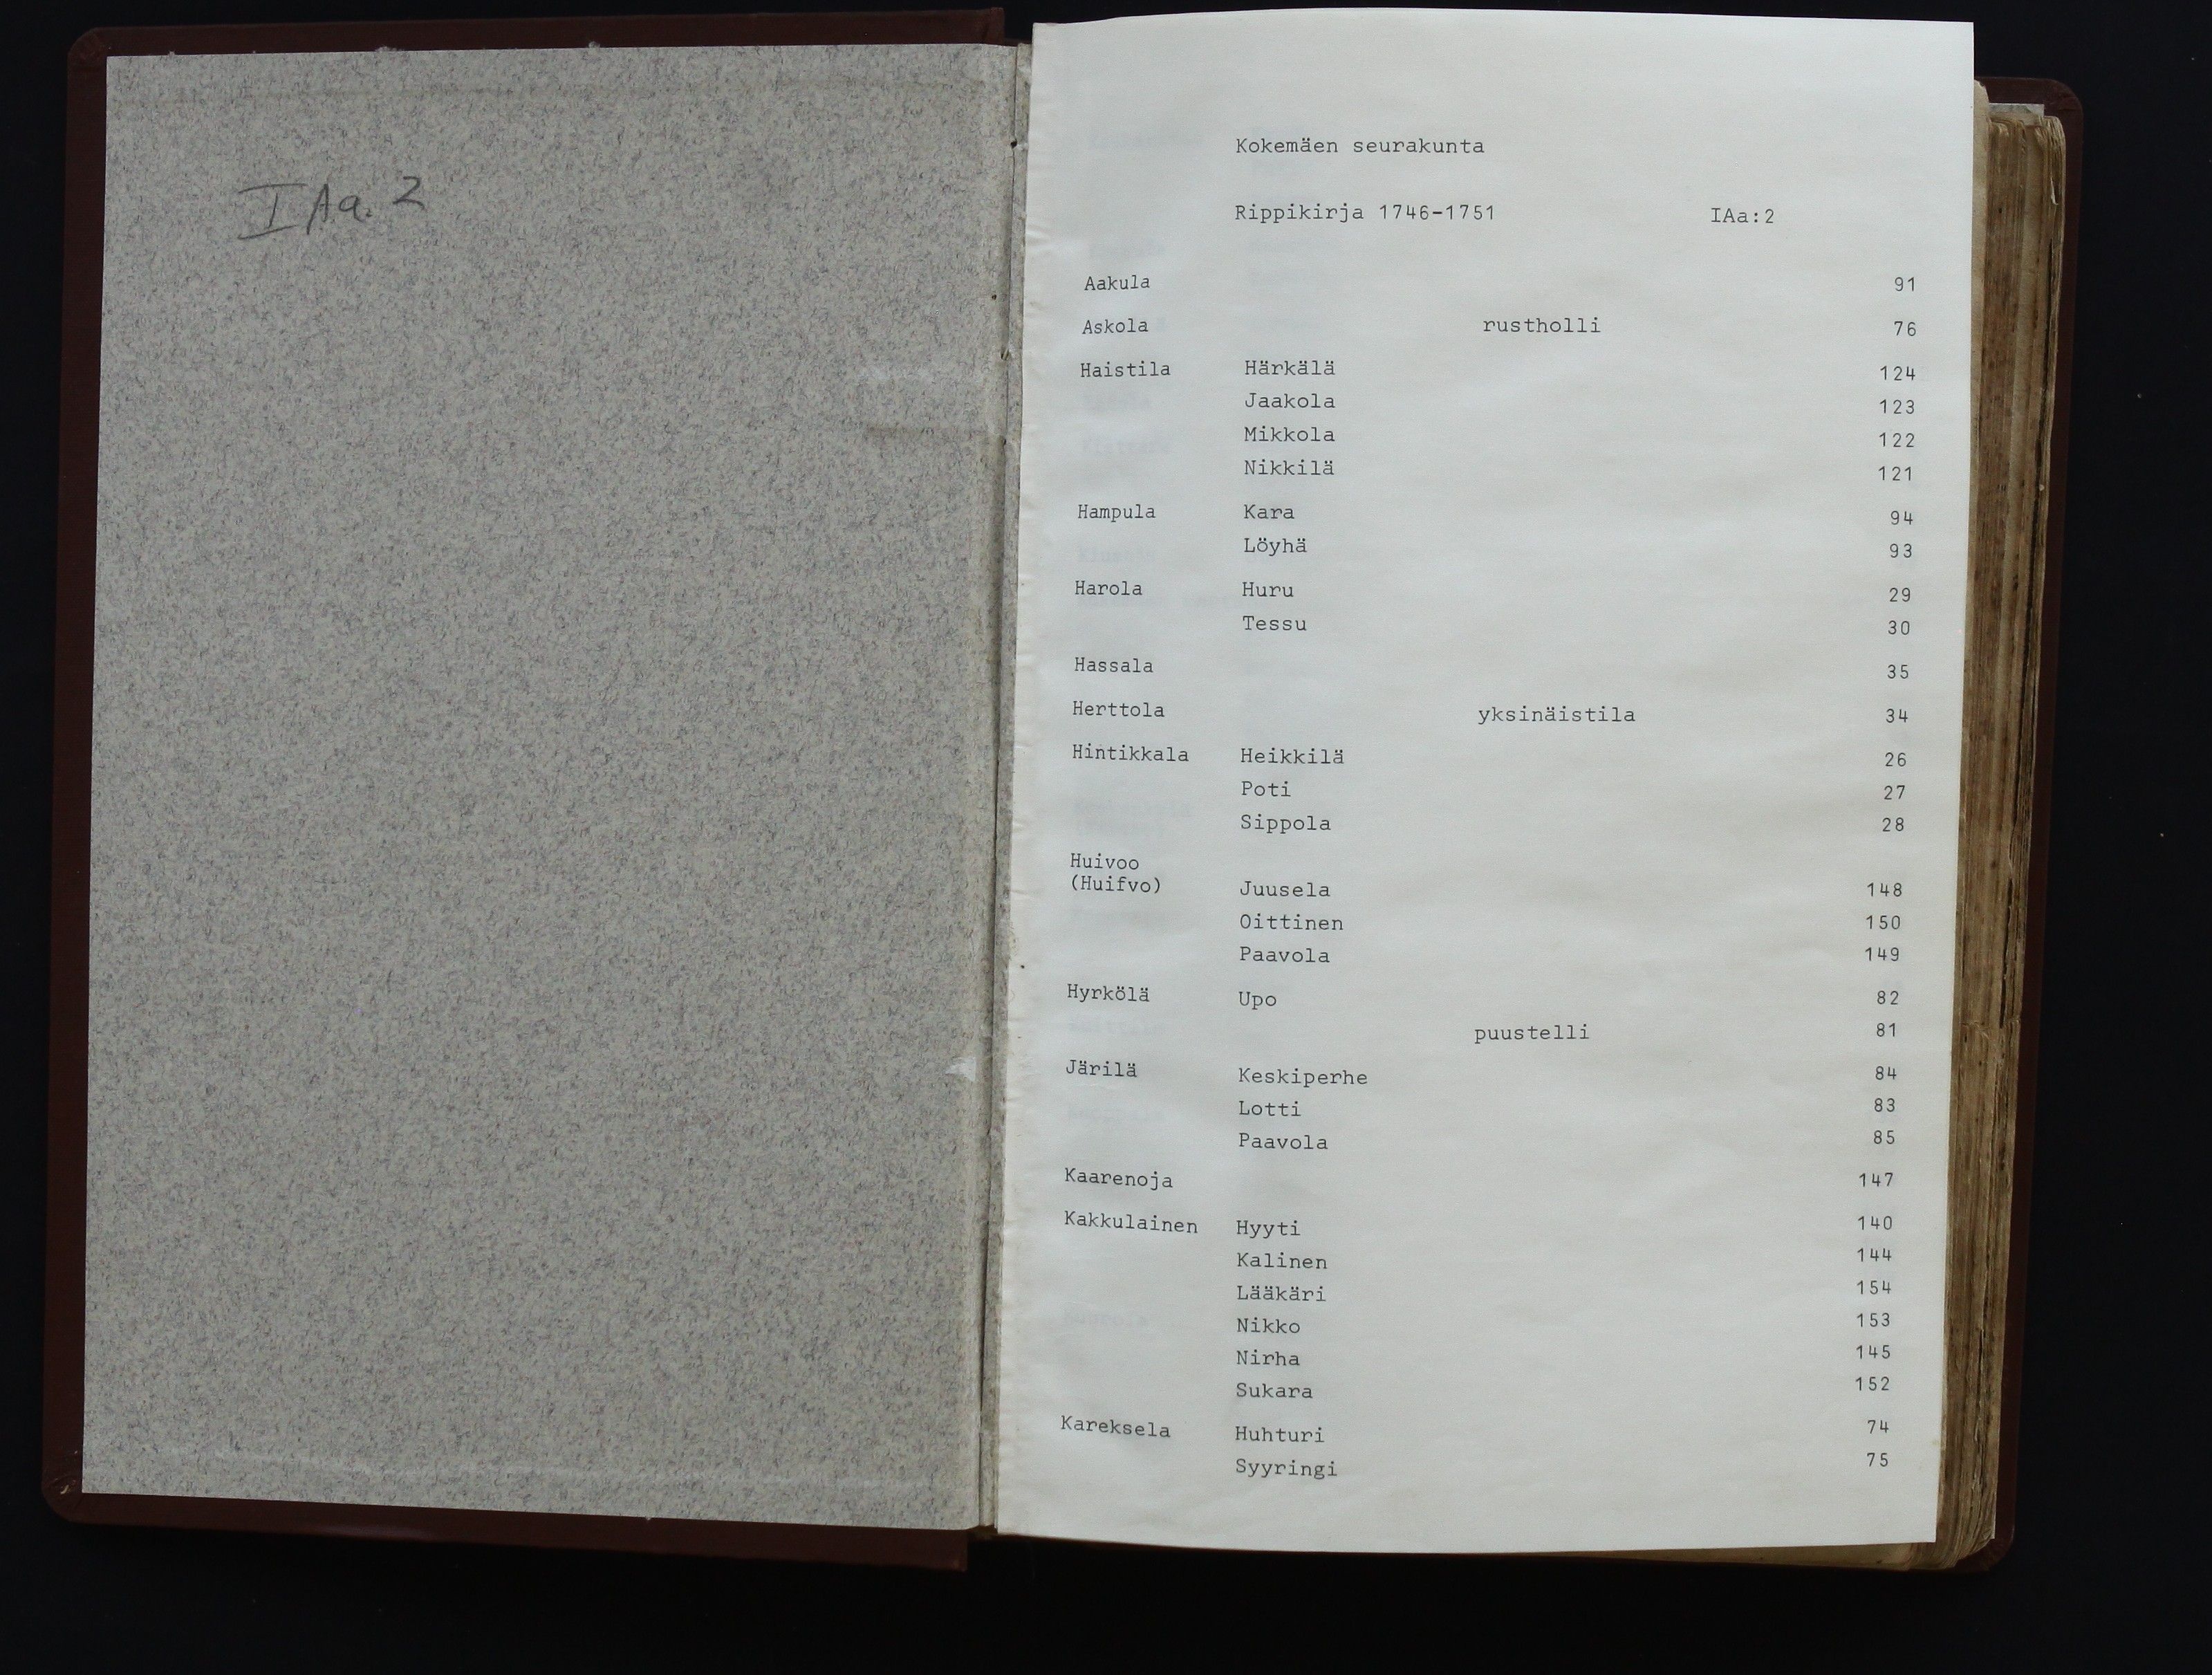 I Aa. 2
Kokemäen seurakunta
Rippikirja 1746-1751 IAa:2
Aakula 91
Askola rustholli 76
Haistila Härkälä 124
Jaakola 123
Mikkola 122
Nikkilä 121
Hampula Kara 94
Löyhä 93
Harola Huru 29
Tessu 30
Hassala 35
Herttola yksinäistila 34
Hintikkala Heikkilä 26
Poti 27
Sippola 28
Huivoo
(Huifvo) Juusela 148
Oittinen 150
Paavola 149
Hyrkölä Upo 82
puustelli 81
Järilä Keskiperhe 84
Lotti 83
Paavola 85
Kaarenoja 147
Kakkulainen Hyyti 140
Kalinen 144
Lääkäri 154
Nikko 153
Nirha 145
Sukara 152
Kareksela Huhturi 74
Syyringi 75